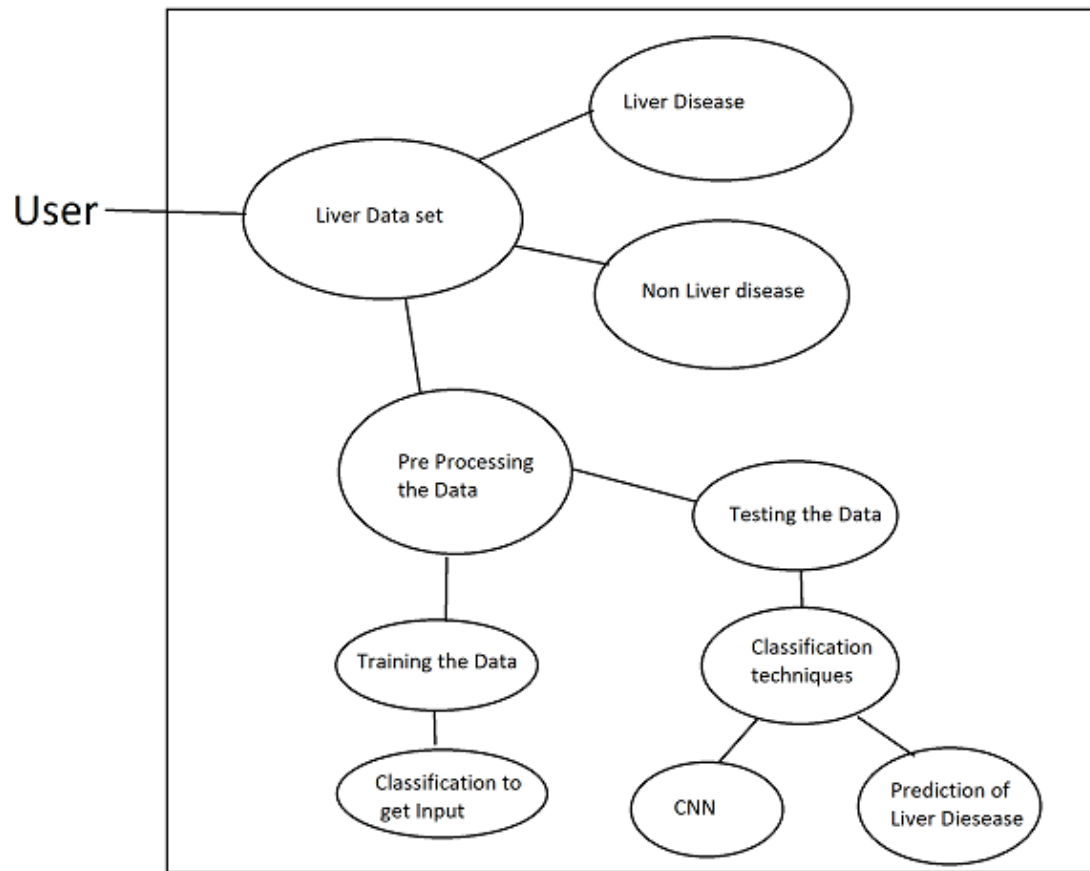 Liver Disease
User
Liver Data set
Non Liver disease
Pre Processing
the Data
Testing the Data
Training the Data
Classification
techniques
Classification to
get Input
CNN
Prediction of
Liver Diesease